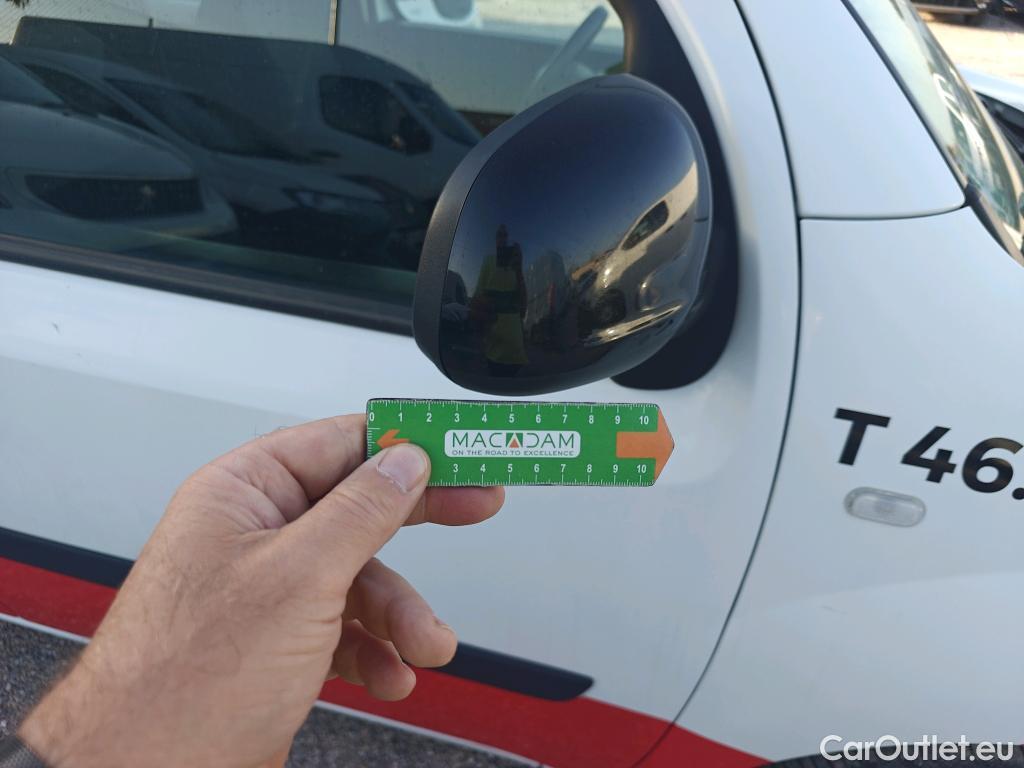 0 1 2 3 4 5 6 7 8 9 10
MACADAM
ON THE ROAD TO EXCELLENCE
3 4 5 6 7 8 9 10
T 46.
CarOutlet.eu